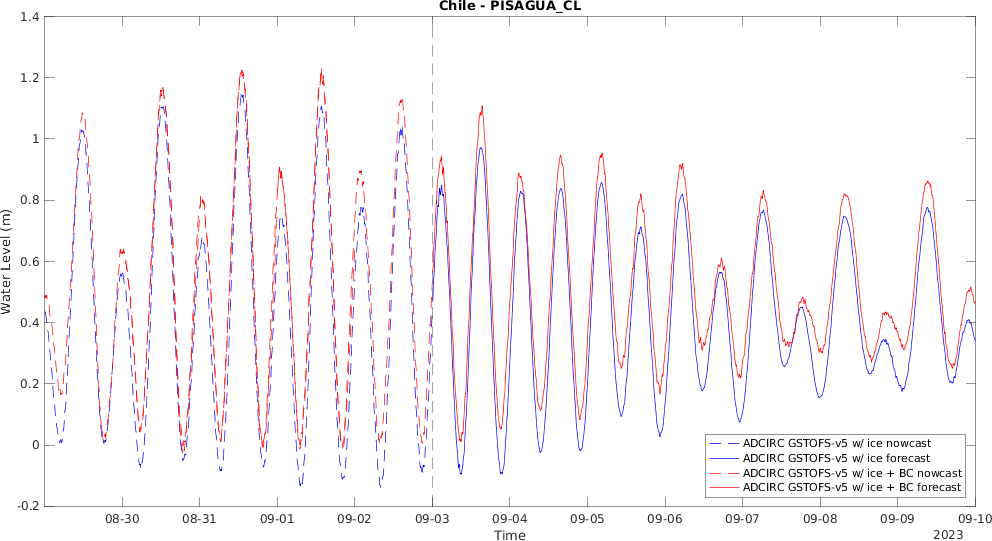 Chile - PISAGUA_CL
1.4
1.2
1
0.8
0.6
0.4
0.2
0
-0.2
Water Level (m)
08-30 08-31 09-01 09-02 09-03 09-04 09-05 09-06 09-07 09-08 09-09 09-10
Time
2023
ADCIRC GSTOFS-v5 w/ ice nowcast
ADCIRC GSTOFS-v5 w/ ice forecast
ADCIRC GSTOFS-v5 w/ ice + BC nowcast
ADCIRC GSTOFS-v5 w/ ice + BC forecast